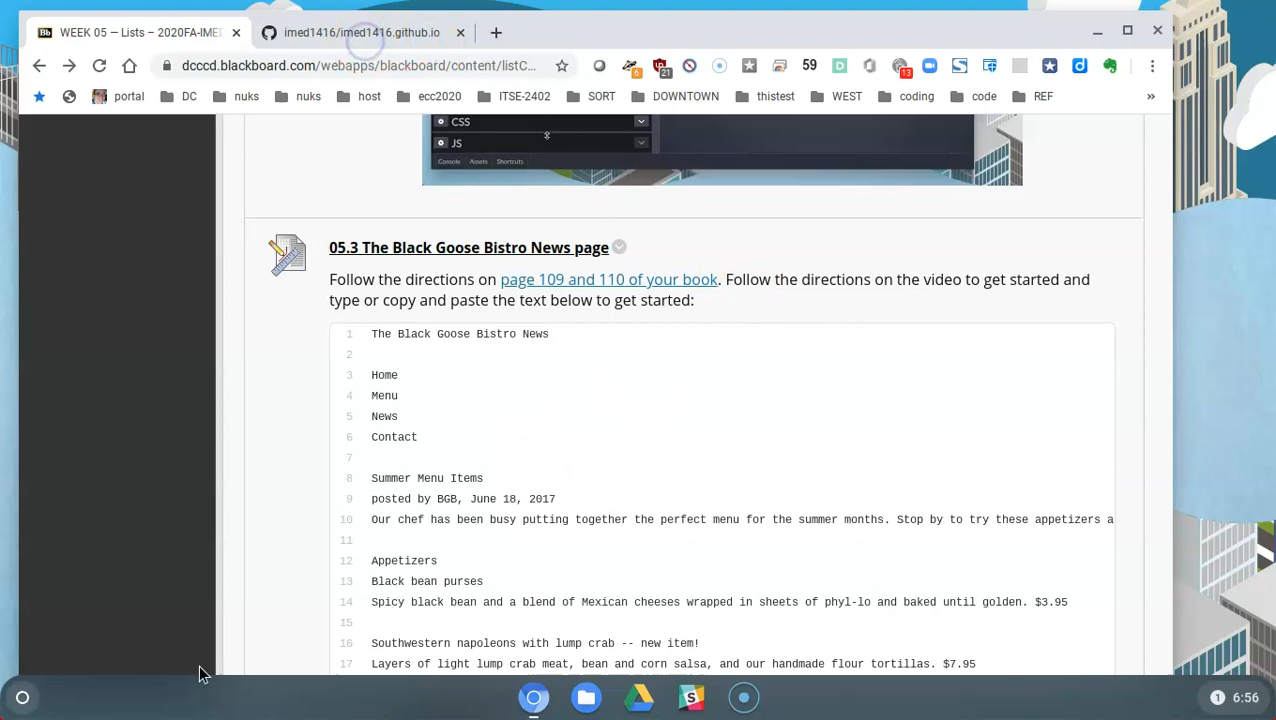 Bb WEEK 05 — Lists – 2020FA-IMED
imed1416/imed1416.github.io
dcccd.blackboard.com/webapps/blackboard/content/listC...
6
21
59
D
13
portal
DC
nuks
nuks
host
ecc2020
ITSE-2402
SORT
DOWNTOWN
thistest
WEST
coding
code
REF
»
CSS
JS
Console Assets Shortcuts
05.3 The Black Goose Bistro News page
Follow the directions on page 109 and 110 of your book. Follow the directions on the video to get started and
type or copy and paste the text below to get started:
1 The Black Goose Bistro News
2
3 Home
4 Menu
5 News
6 Contact
7
8 Summer Menu Items
9 posted by BGB, June 18, 2017
10 Our chef has been busy putting together the perfect menu for the summer months. Stop by to try these appetizers a
11
12 Appetizers
13 Black bean purses
14 Spicy black bean and a blend of Mexican cheeses wrapped in sheets of phyl-lo and baked until golden. $3.95
15
16 Southwestern napoleons with lump crab -- new item!
17 Layers of light lump crab meat, bean and corn salsa, and our handmade flour tortillas. $7.95
1 6:56